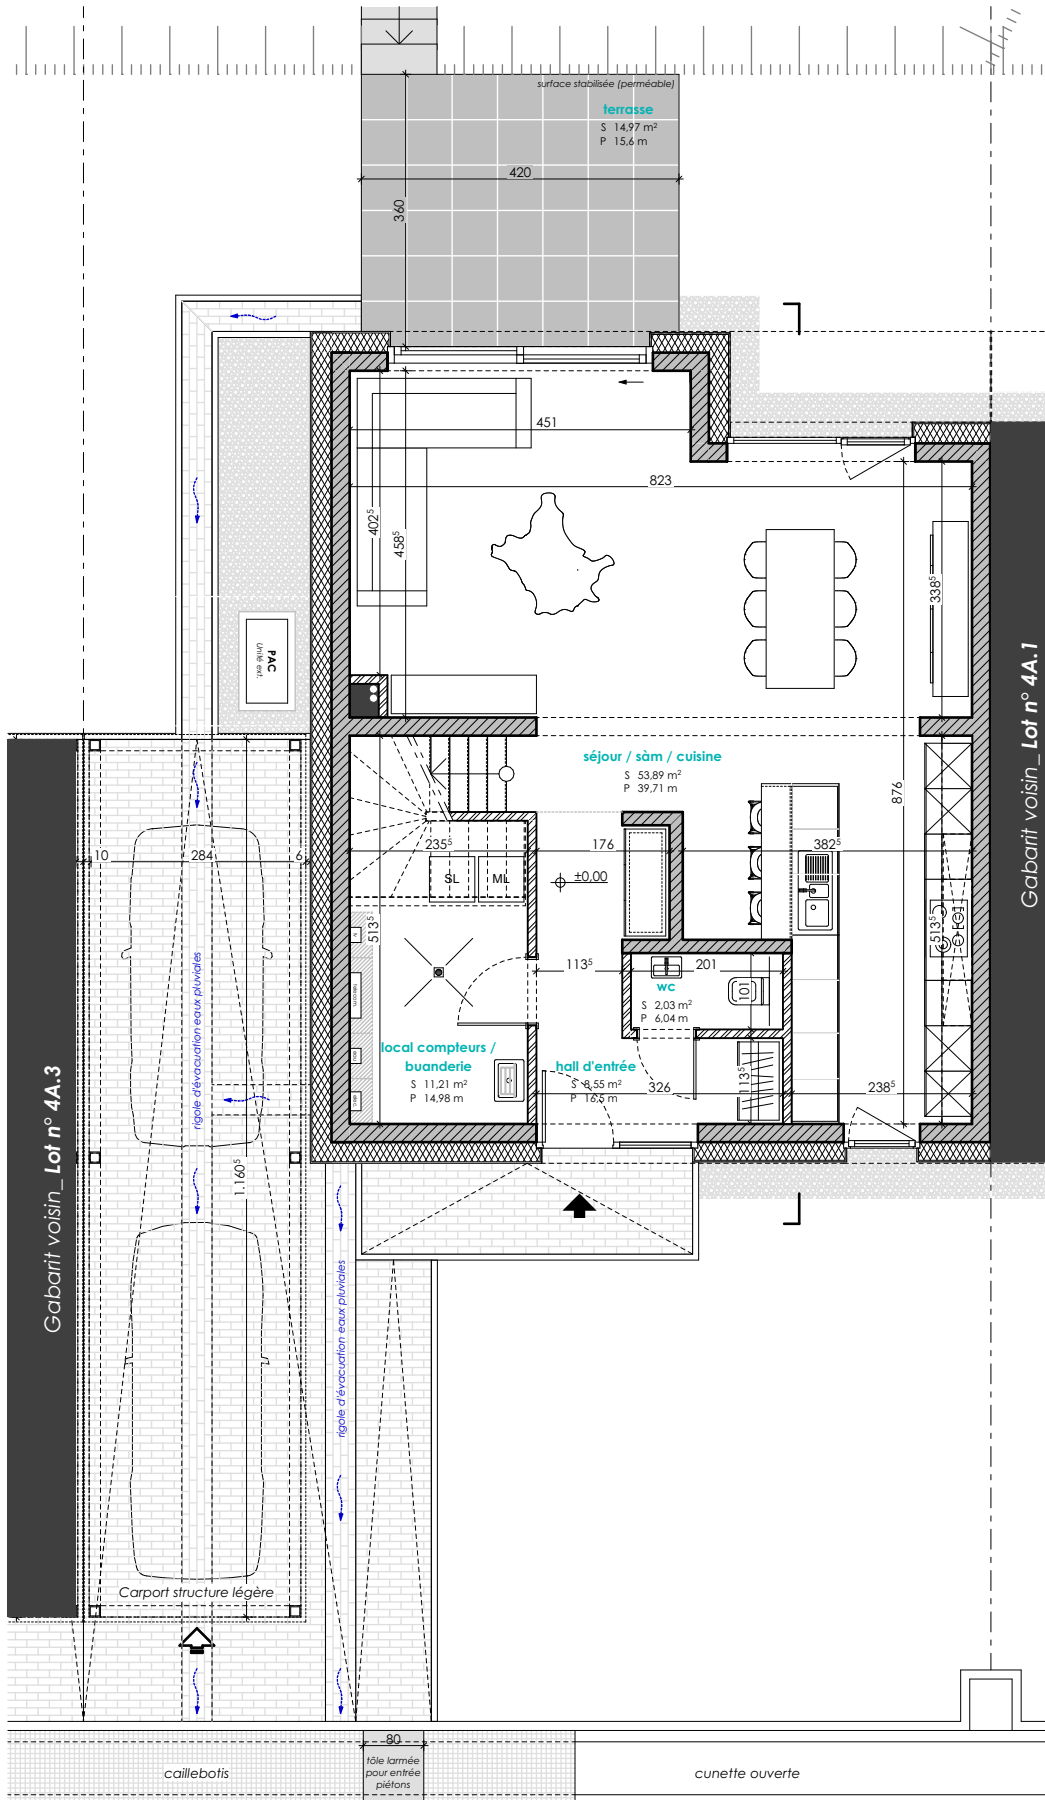 surface stabilisée (perméable)
terrasse
S 14,97 m²
P 15,6 m
420
360
451
823
402⁵
458⁵
338⁵
PAC
Unité ext.
Gabarit voisin_ Lot n° 4A.1
séjour / sàm / cuisine
S 53,89 m²
P 39,71 m
876
10
284
6
235⁵
176
382⁵
SL
ML
±0,00
513⁵
513⁵
113⁵
201
wc
101
S 2,03 m²
P 6,04 m
rigole d'évacuation eaux pluviales
local compteurs /
buanderie
S 11,21 m²
P 14,98 m
hall d'entrée
S 8,55 m²
P 16,5 m
326
113⁵
238⁵
Gabarit voisin_ Lot n° 4A.3
1.160⁵
rigole d'évacuation eaux pluviales
Carport structure légère
80
caillebotis
tôle larmée
pour entrée
piétons
cunette ouverte